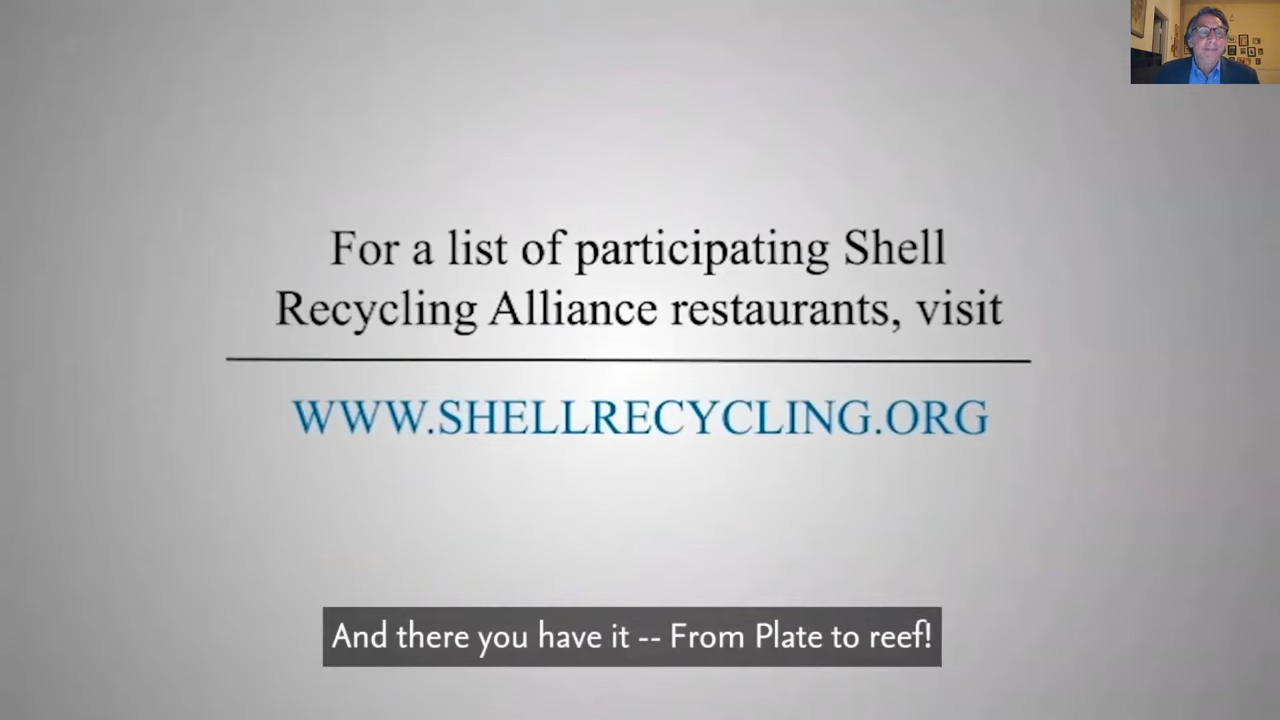 For a list of participating Shell
Recycling Alliance restaurants, visit
WWW.SHELLRECYCLING.ORG
And there you have it -- From Plate to reef!